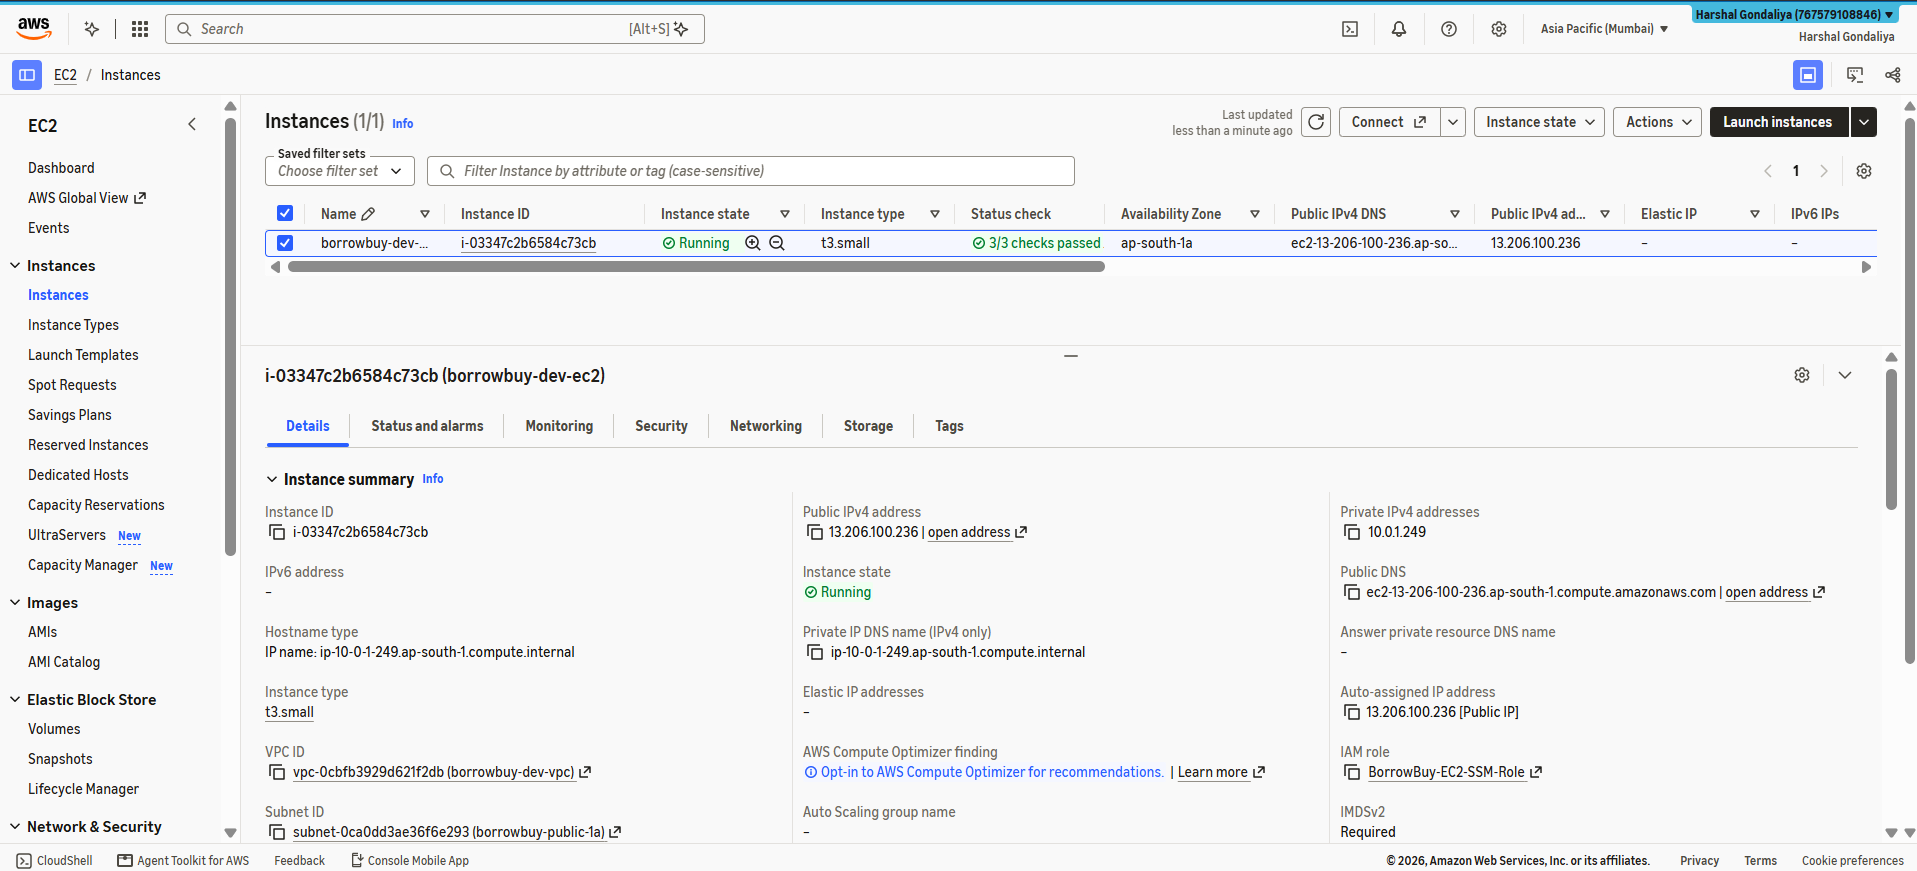 aws
Search [Alt+S]
Asia Pacific (Mumbai)
Harshal Gondaliya (767579108846)
Harshal Gondaliya
EC2 / Instances
EC2
Dashboard
AWS Global View
Events
Instances
Instances
Instance Types
Launch Templates
Spot Requests
Savings Plans
Reserved Instances
Dedicated Hosts
Capacity Reservations
UltraServers New
Capacity Manager New
Images
AMIs
AMI Catalog
Elastic Block Store
Volumes
Snapshots
Lifecycle Manager
Network & Security
Instances (1/1) Info
Last updated
less than a minute ago
Connect
Instance state
Actions
Launch instances
Saved filter sets
Choose filter set
Filter Instance by attribute or tag (case-sensitive)
1
Name Instance ID Instance state Instance type Status check Availability Zone Public IPv4 DNS Public IPv4 ad... Elastic IP IPv6 IPs
borrowbuy-dev-... i-03347c2b6584c73cb Running t3.small 3/3 checks passed ap-south-1a ec2-13-206-100-236.ap-so... 13.206.100.236 – –
i-03347c2b6584c73cb (borrowbuy-dev-ec2)
Details Status and alarms Monitoring Security Networking Storage Tags
Instance summary Info
Instance ID
i-03347c2b6584c73cb
Public IPv4 address
13.206.100.236 | open address
Private IPv4 addresses
10.0.1.249
IPv6 address
–
Instance state
Running
Public DNS
ec2-13-206-100-236.ap-south-1.compute.amazonaws.com | open address
Hostname type
IP name: ip-10-0-1-249.ap-south-1.compute.internal
Private IP DNS name (IPv4 only)
ip-10-0-1-249.ap-south-1.compute.internal
Answer private resource DNS name
–
Instance type
t3.small
Elastic IP addresses
–
Auto-assigned IP address
13.206.100.236 [Public IP]
VPC ID
vpc-0cbfb3929d621f2db (borrowbuy-dev-vpc)
AWS Compute Optimizer finding
Opt-in to AWS Compute Optimizer for recommendations. | Learn more
IAM role
BorrowBuy-EC2-SSM-Role
Subnet ID
subnet-0ca0dd3ae36f6e293 (borrowbuy-public-1a)
Auto Scaling group name
–
IMDSv2
Required
CloudShell
Agent Toolkit for AWS
Feedback
Console Mobile App
© 2026, Amazon Web Services, Inc. or its affiliates.
Privacy
Terms
Cookie preferences